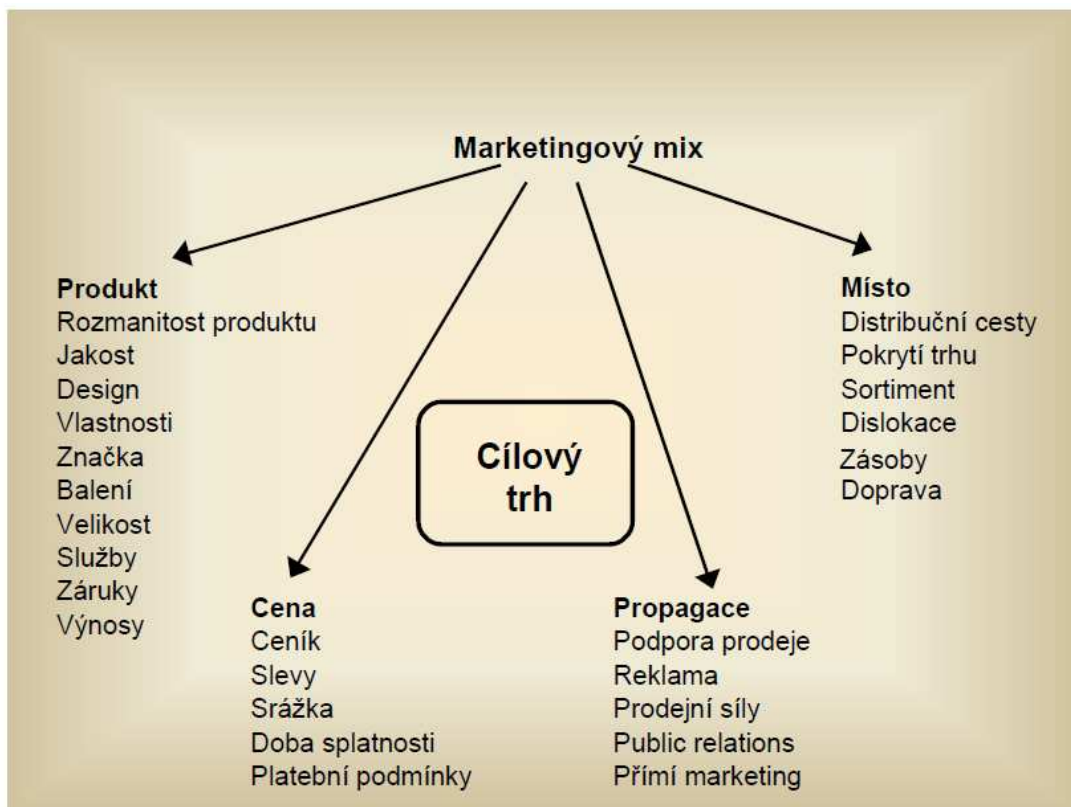 Marketingový mix
Produkt
Rozmanitost produktu
Jakost
Design
Vlastnosti
Značka
Balení
Velikost
Služby
Záruky
Výnosy
Cena
Ceník
Slevy
Srážka
Doba splatnosti
Platební podmínky
Cílový
trh
Propagace
Podpora prodeje
Reklama
Prodejní síly
Public relations
Přímí marketing
Místo
Distribuční cesty
Pokrytí trhu
Sortiment
Dislokace
Zásoby
Doprava